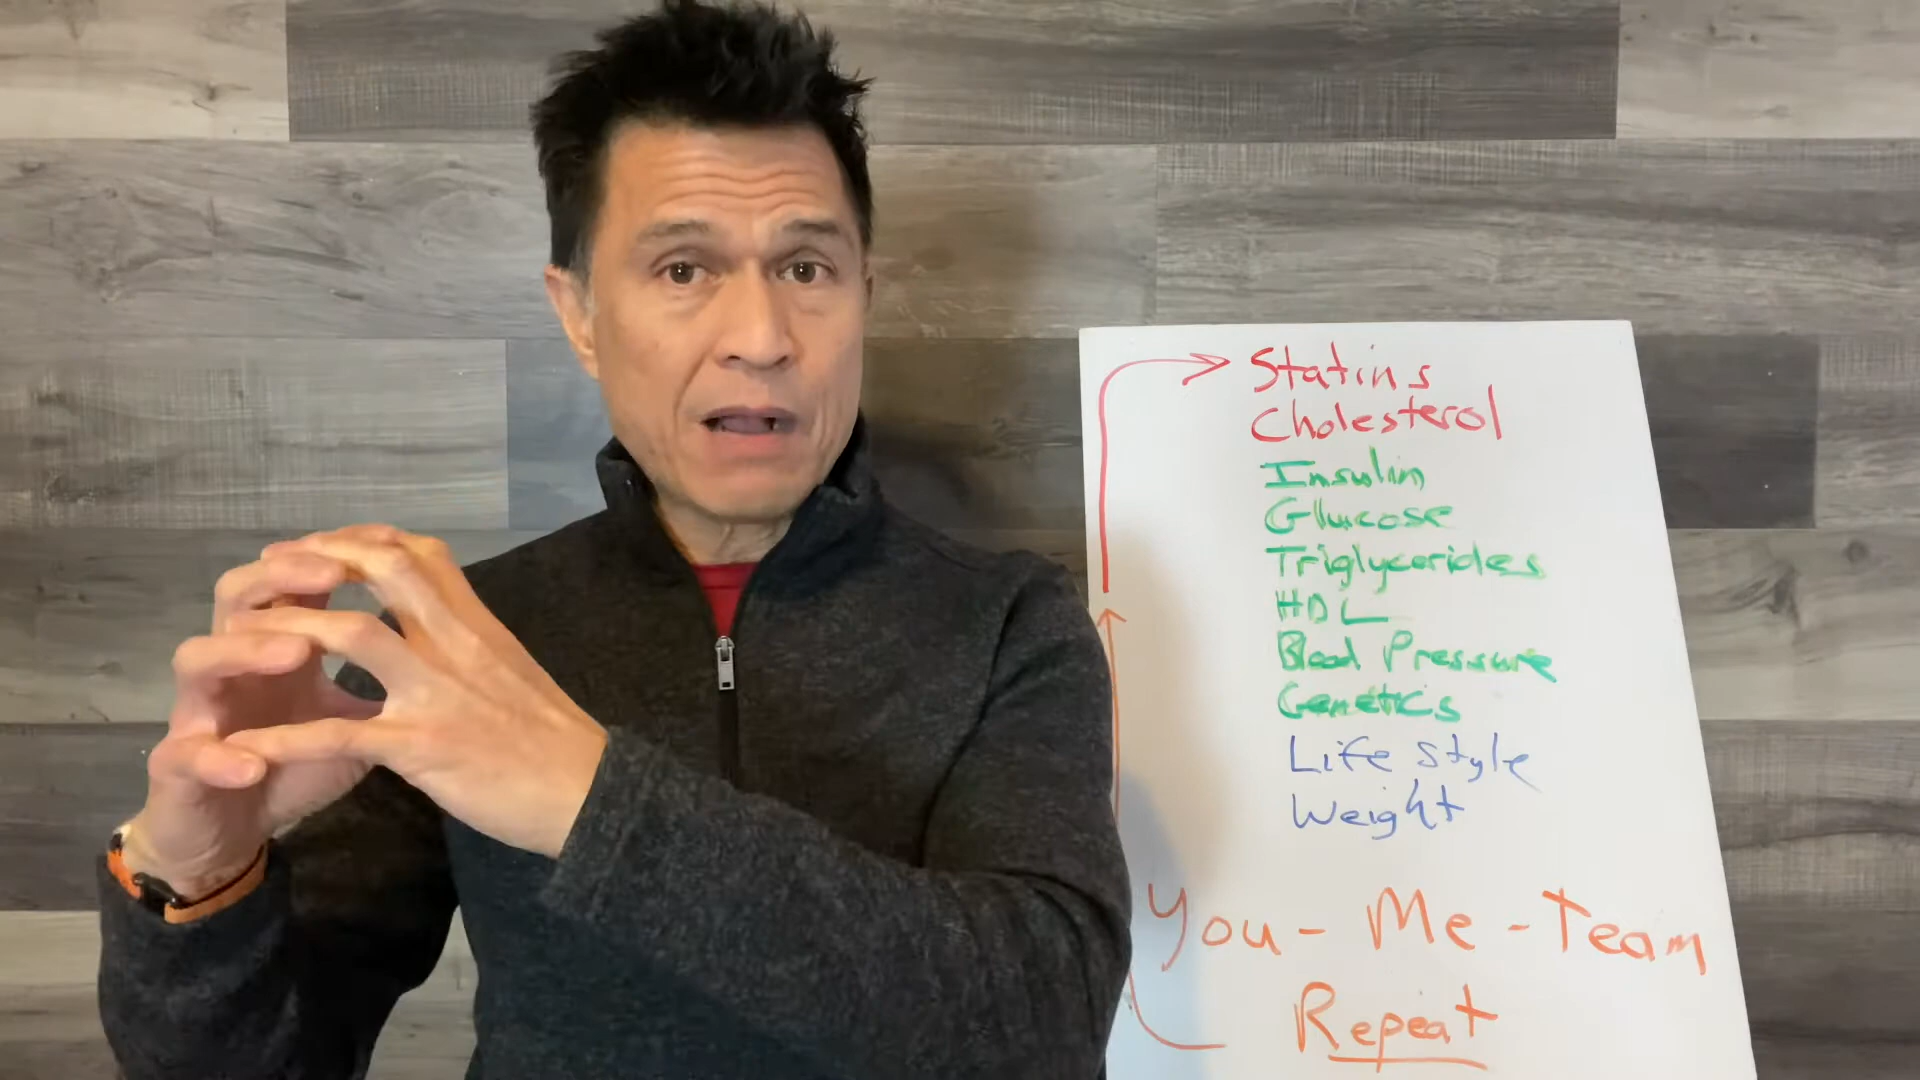 Statins
Cholesterol
Insulin
Glucose
Triglycerides
HDL
Blood Pressure
Genetics
Life style
Weight
You - Me - Team
Repeat